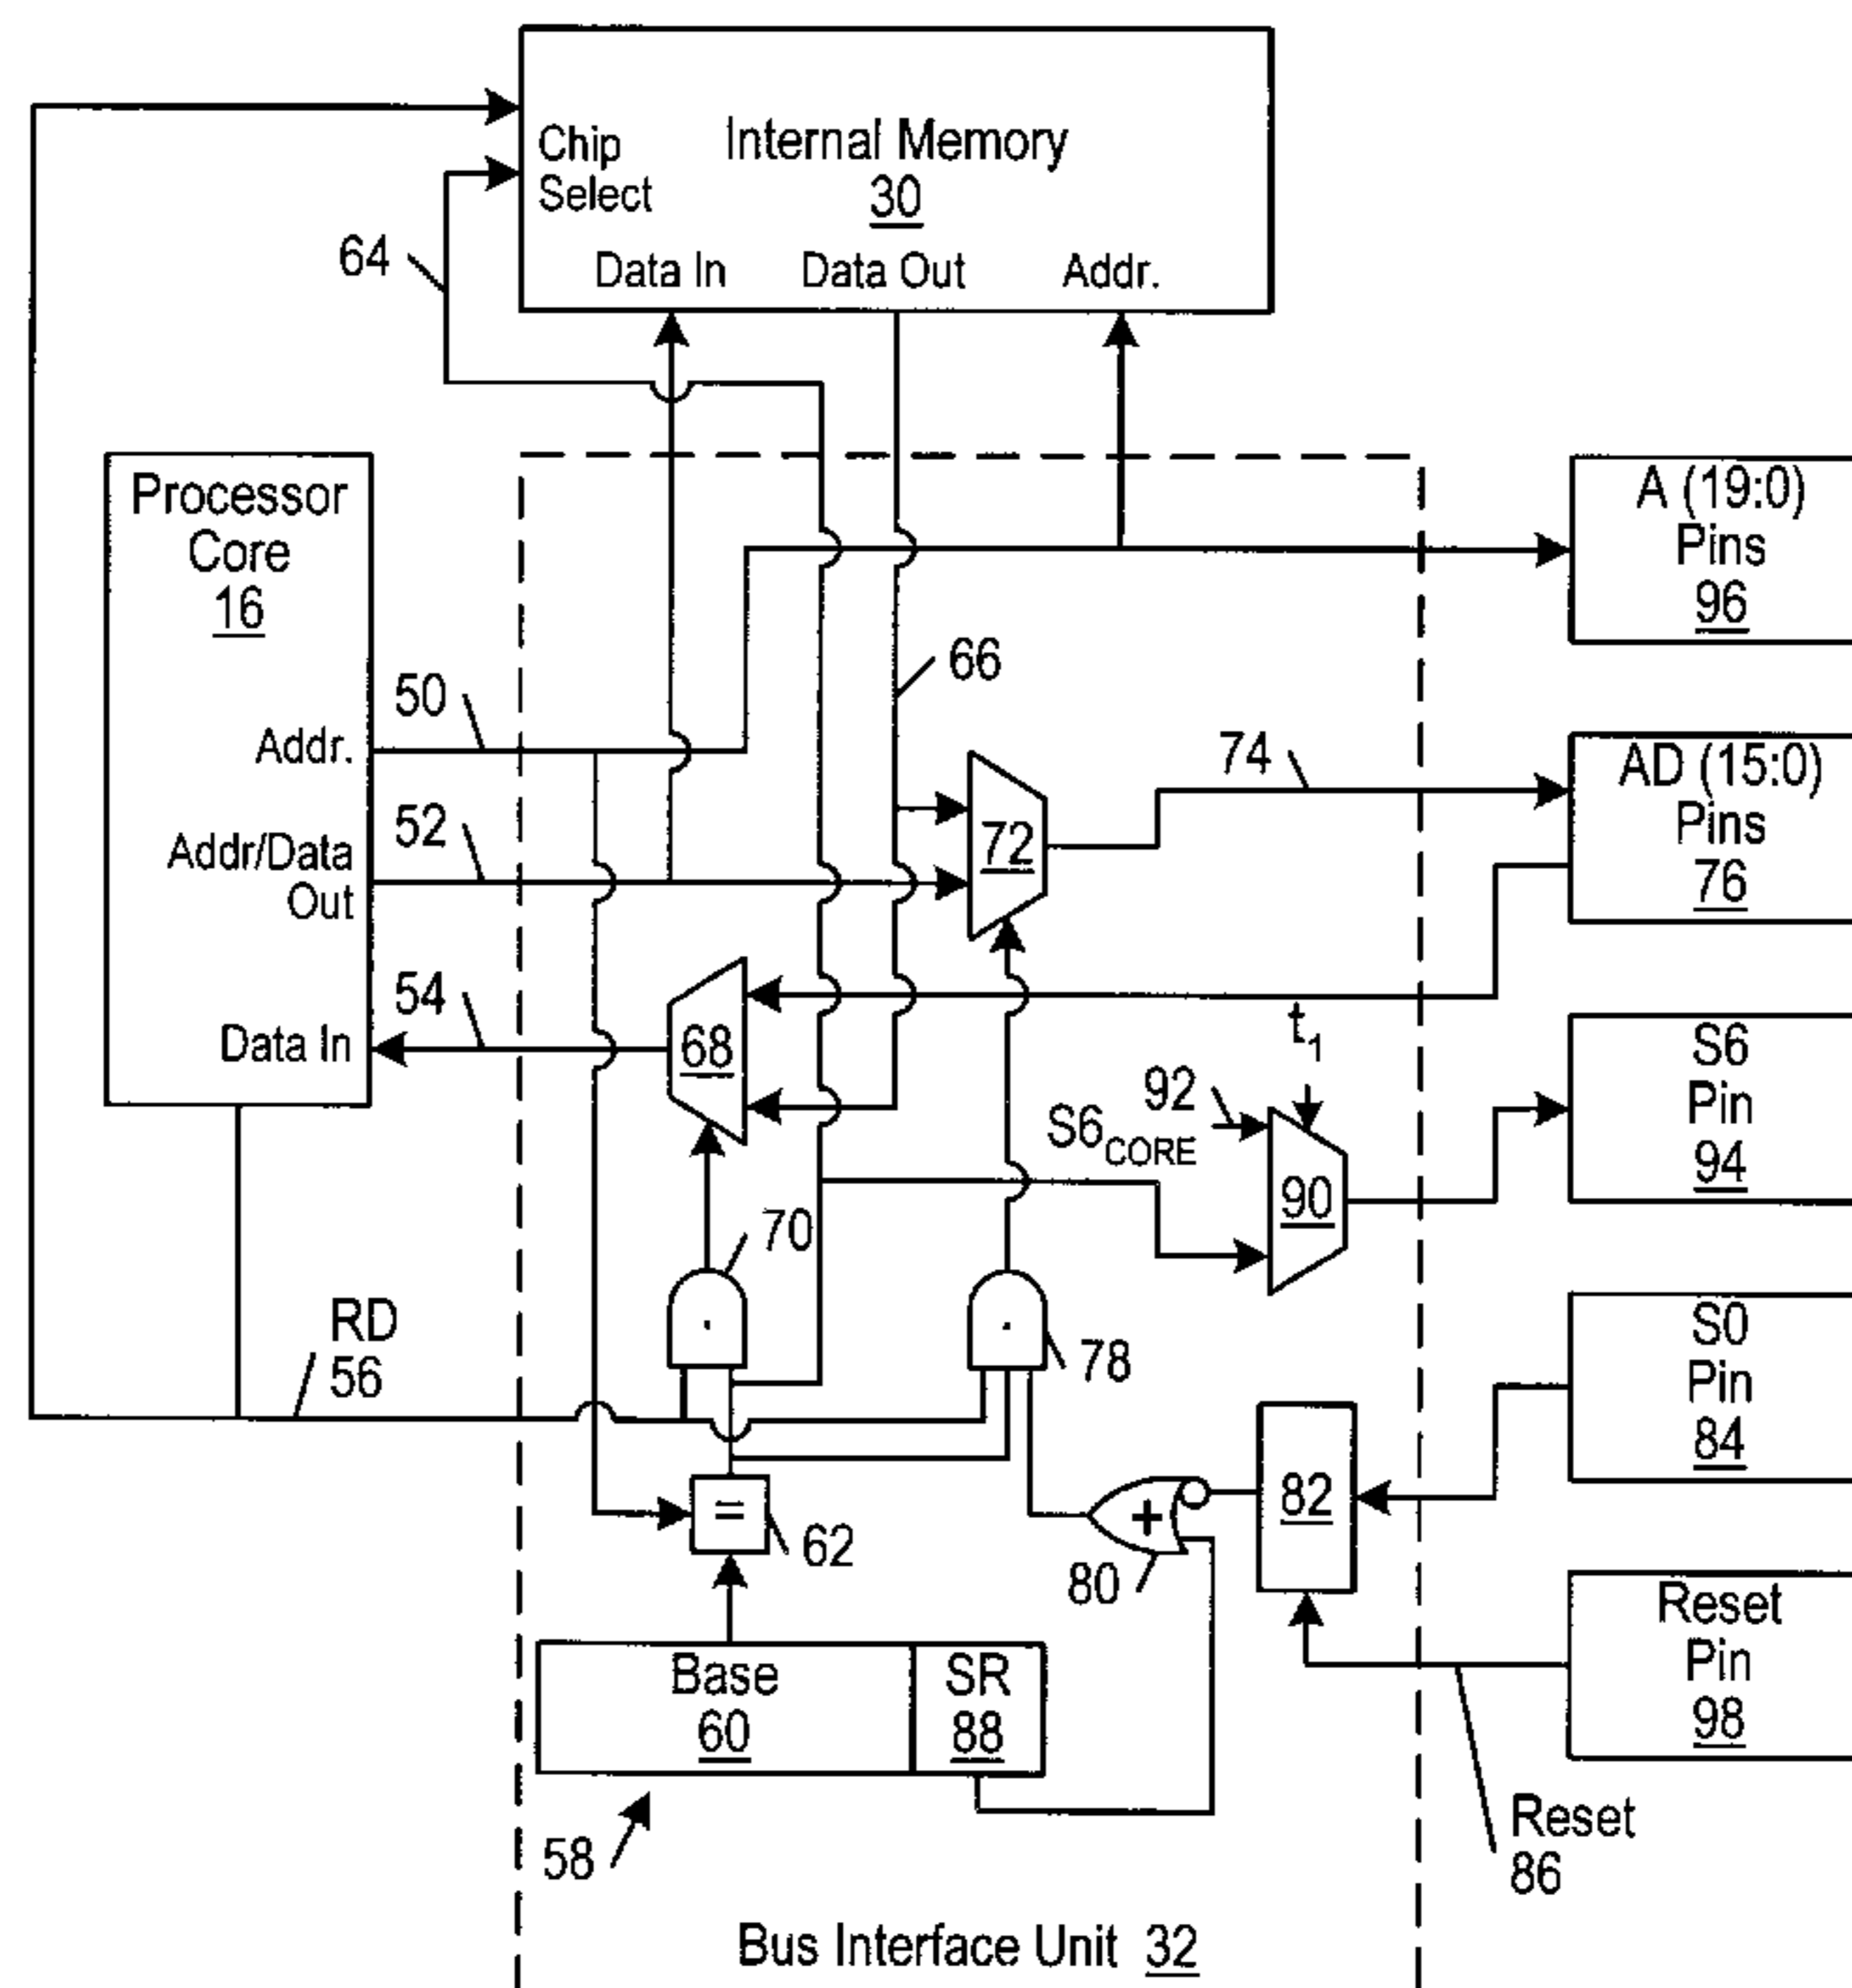 Internal Memory
30
Chip
Select
Data In
Data Out
Addr.
64
Processor
Core
16
Addr.
Addr/Data
Out
Data In
50
52
54
66
72
74
68
A (19:0)
Pins
96
AD (15:0)
Pins
76
t1
92
S6CORE
90
S6
Pin
94
70
78
RD
56
=
62
+
80
82
S0
Pin
84
Base
60
SR
88
58
Reset
Pin
98
Reset
86
Bus Interface Unit 32